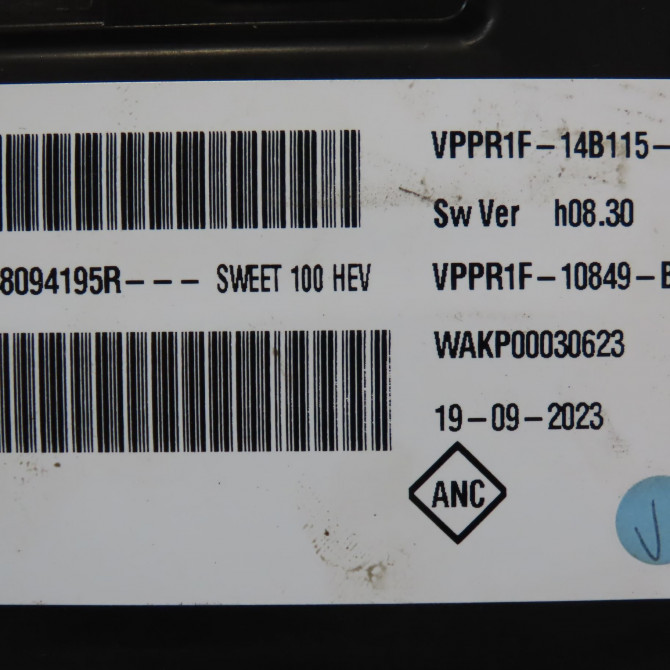 VPPR1F-14B115-
Sw Ver h08.30
8094195R--- SWEET 100 HEV
VPPR1F-10849-B
WAKP00030623
19-09-2023
ANC
V